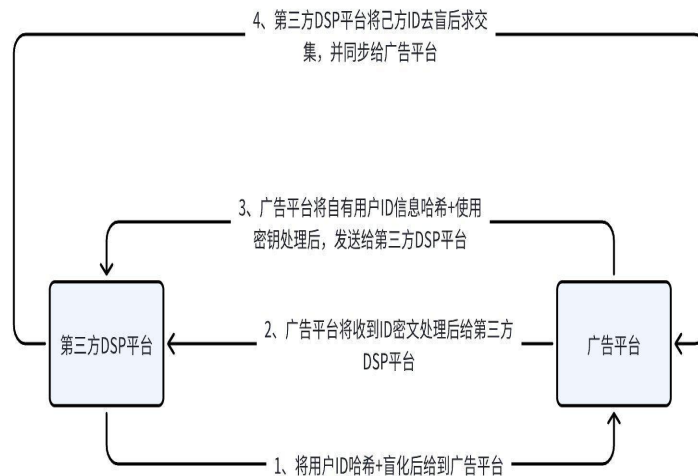 4、第三方DSP平台将己方ID去盲后求交
集，并同步给广告平台
3、广告平台将自有用户ID信息哈希+使用
密钥处理后，发送给第三方DSP平台
第三方DSP平台
2、广告平台将收到ID密文处理后给第三方
DSP平台
广告平台
1、将用户ID哈希+盲化后给到广告平台